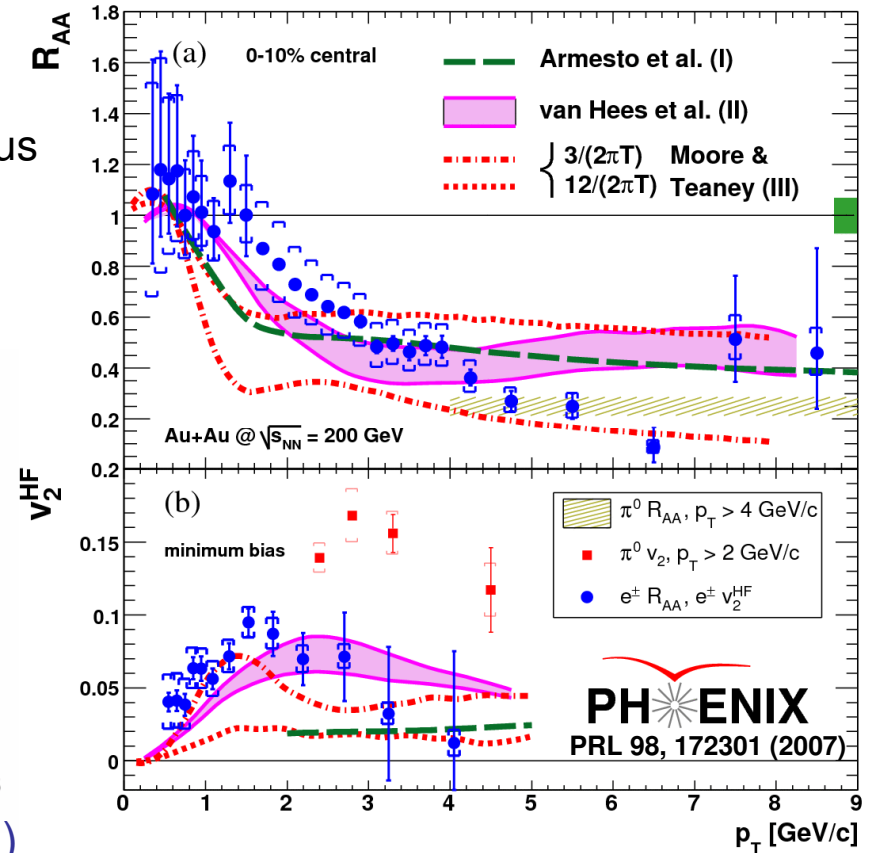 us
R_AA
1.8
1.6
1.4
1.2
1
0.8
0.6
0.4
0.2
(a)
0-10% central
Armesto et al. (I)
van Hees et al. (II)
3/(2πT) Moore &
12/(2πT) Teaney (III)
Au+Au @ √s_NN = 200 GeV
v_2^HF
0.2
0.15
0.1
0.05
0
(b)
minimum bias
π⁰ R_AA, p_T > 4 GeV/c
π⁰ v_2, p_T > 2 GeV/c
e± R_AA, e± v_2^HF
PHENIX
PRL 98, 172301 (2007)
0 1 2 3 4 5 6 7 8 9
p_T [GeV/c]
)